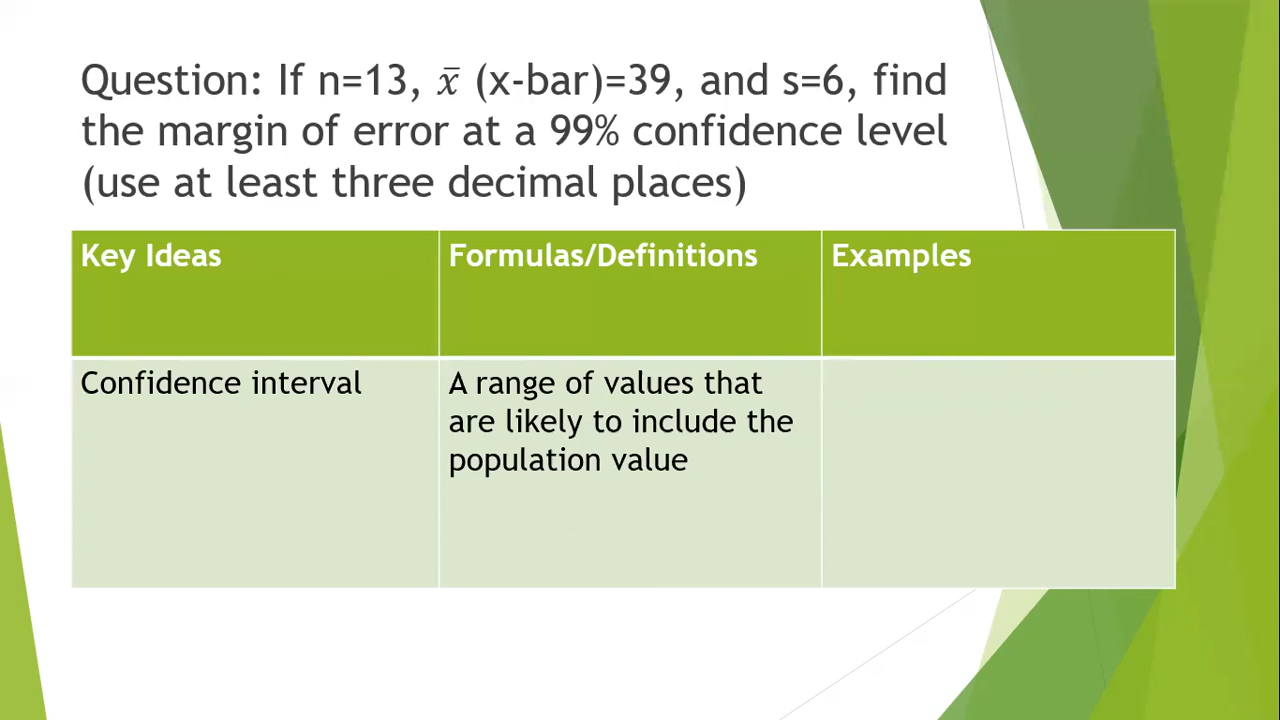 Question: If n=13, x̄ (x-bar)=39, and s=6, find
the margin of error at a 99% confidence level
(use at least three decimal places)
Key Ideas
Formulas/Definitions
Examples
Confidence interval
A range of values that
are likely to include the
population value